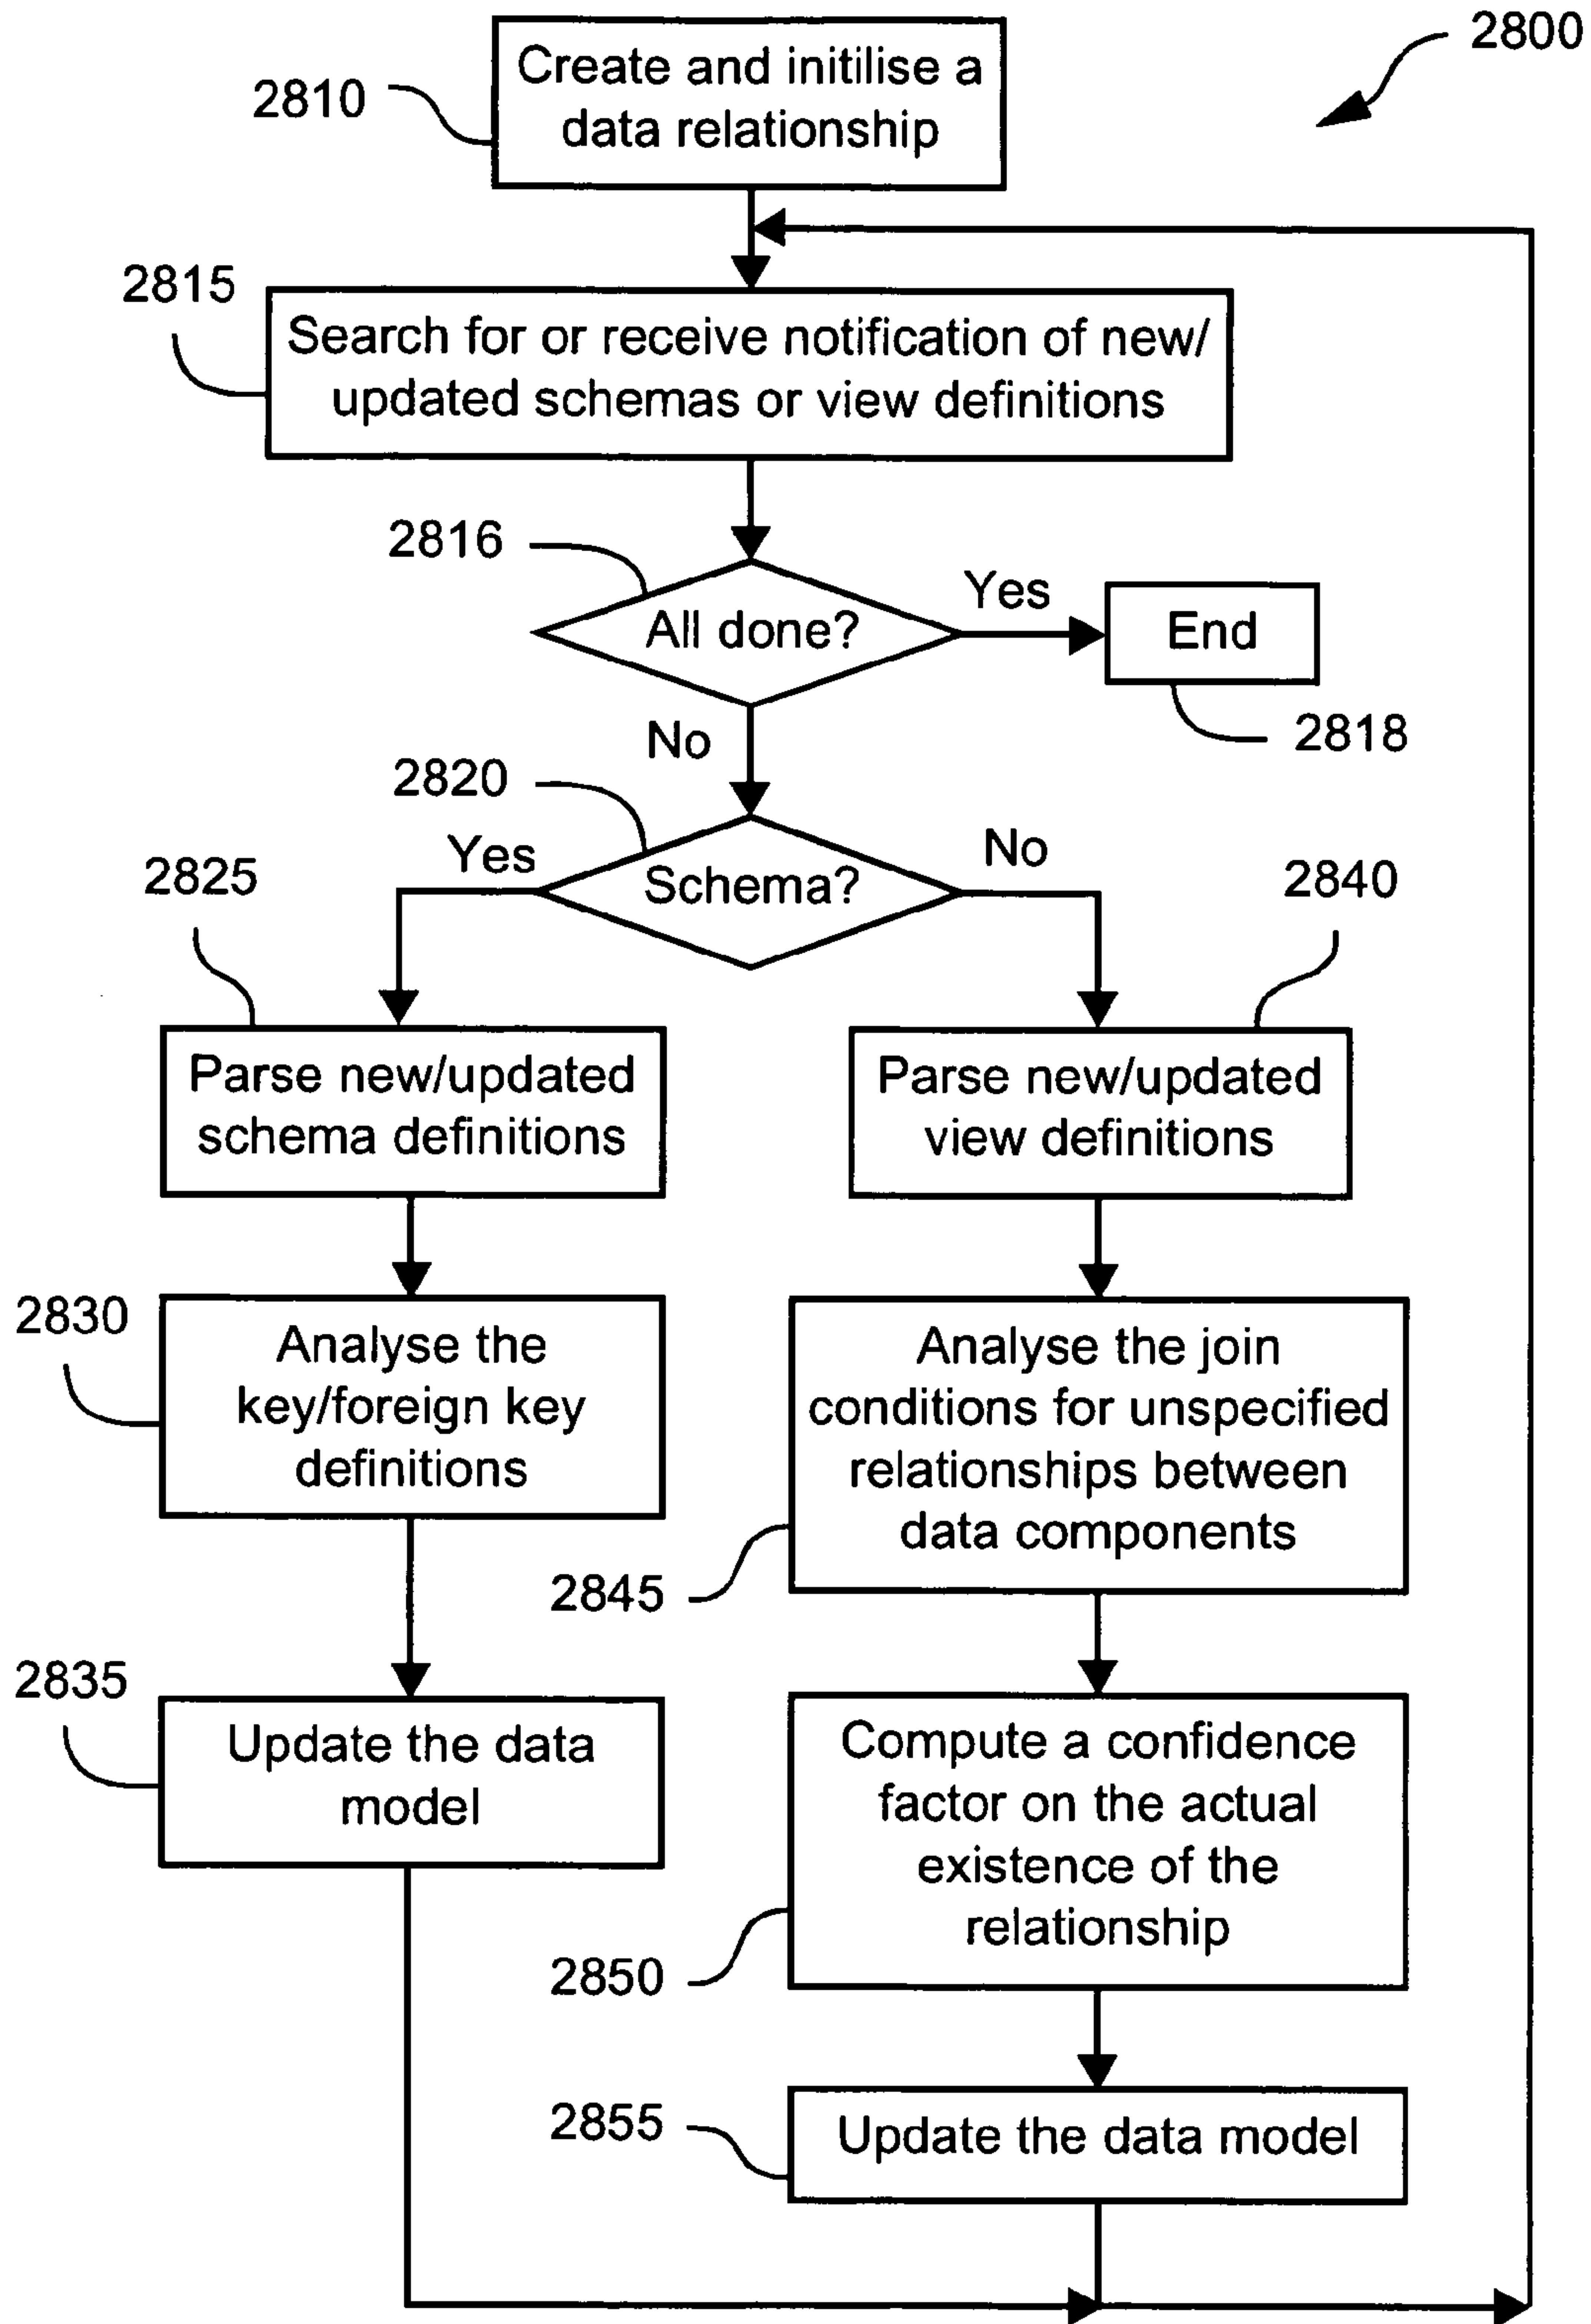 2800
2810
Create and initilise a
data relationship
2815
Search for or receive notification of new/
updated schemas or view definitions
2816
All done?
Yes
End
2818
No
2820
Schema?
Yes
No
2825
2840
Parse new/updated
schema definitions
Parse new/updated
view definitions
2830
Analyse the
key/foreign key
definitions
Analyse the join
conditions for unspecified
relationships between
data components
2845
2835
Update the data
model
Compute a confidence
factor on the actual
existence of the
relationship
2850
2855
Update the data model